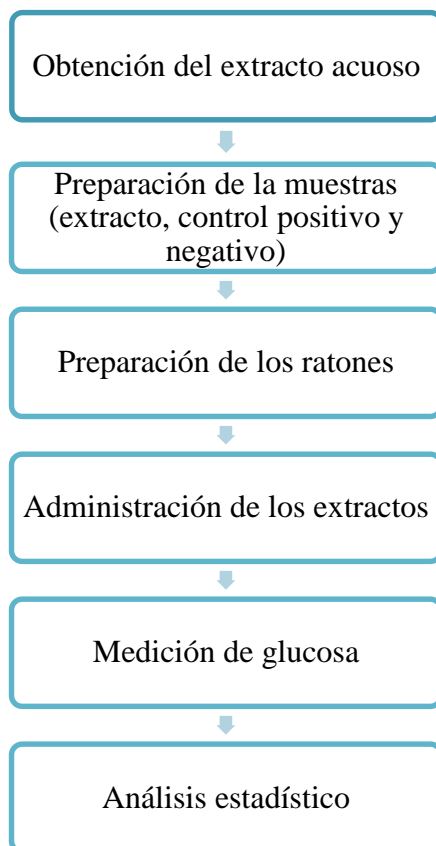 Obtención del extracto acuoso
Preparación de la muestras
(extracto, control positivo y
negativo)
Preparación de los ratones
Administración de los extractos
Medición de glucosa
Análisis estadístico